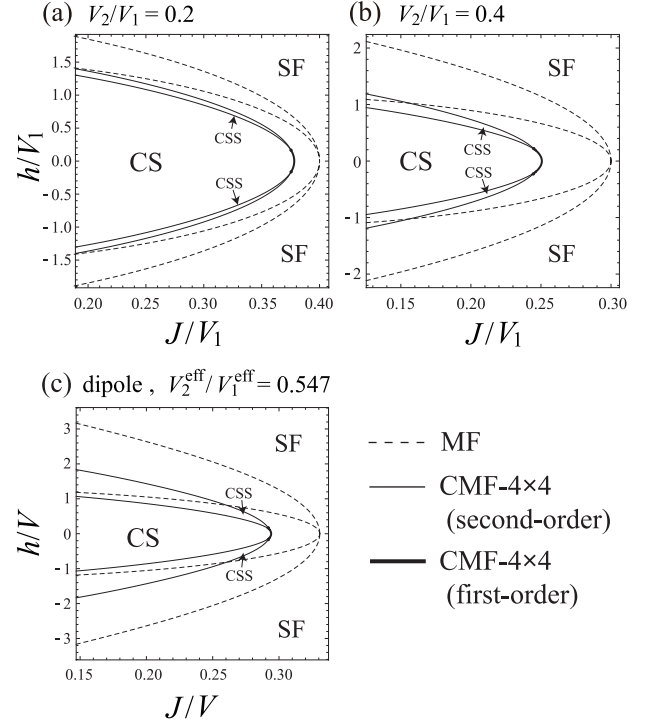 (a) V₂/V₁ = 0.2
h/V₁
1.5
1.0
0.5
0.0
- 0.5
- 1.0
- 1.5
SF
CSS
CS
CSS
SF
0.20 0.25 0.30 0.35 0.40
J/V₁
(b) V₂/V₁ = 0.4
2
1
0
- 1
- 2
SF
CSS
CS
CSS
SF
0.15 0.20 0.25 0.30
J/V₁
(c) dipole , V₂ᵉᶠᶠ/V₁ᵉᶠᶠ = 0.547
h/V
3
2
1
0
- 1
- 2
- 3
SF
CSS
CS
CSS
SF
0.15 0.20 0.25 0.30
J/V
MF
CMF-4×4
(second-order)
CMF-4×4
(first-order)